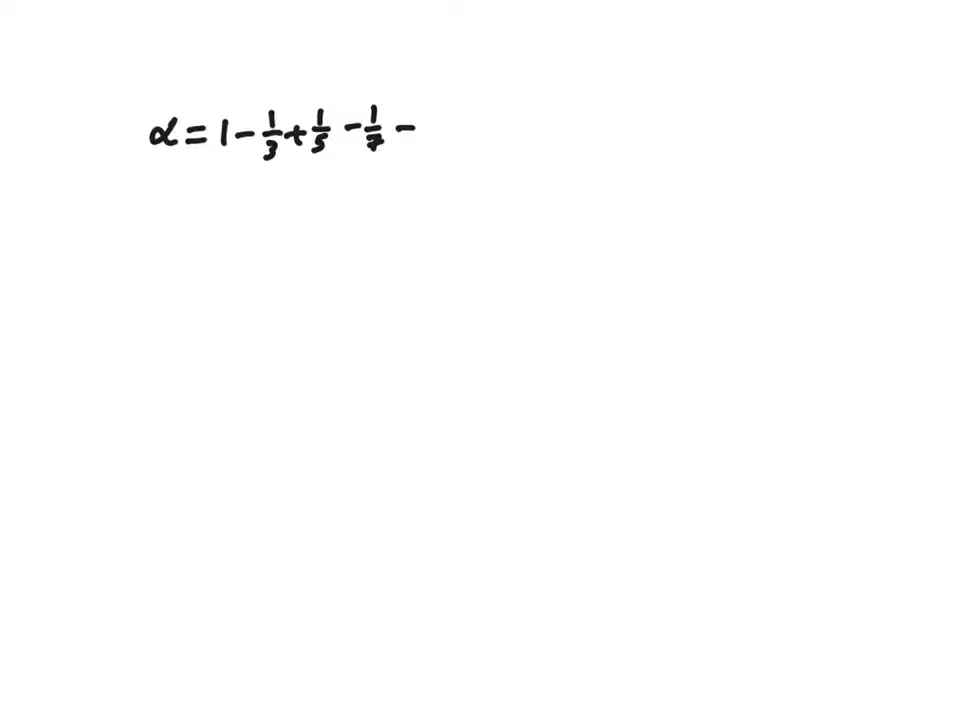 α = 1 - 1/3 + 1/5 - 1/7 -